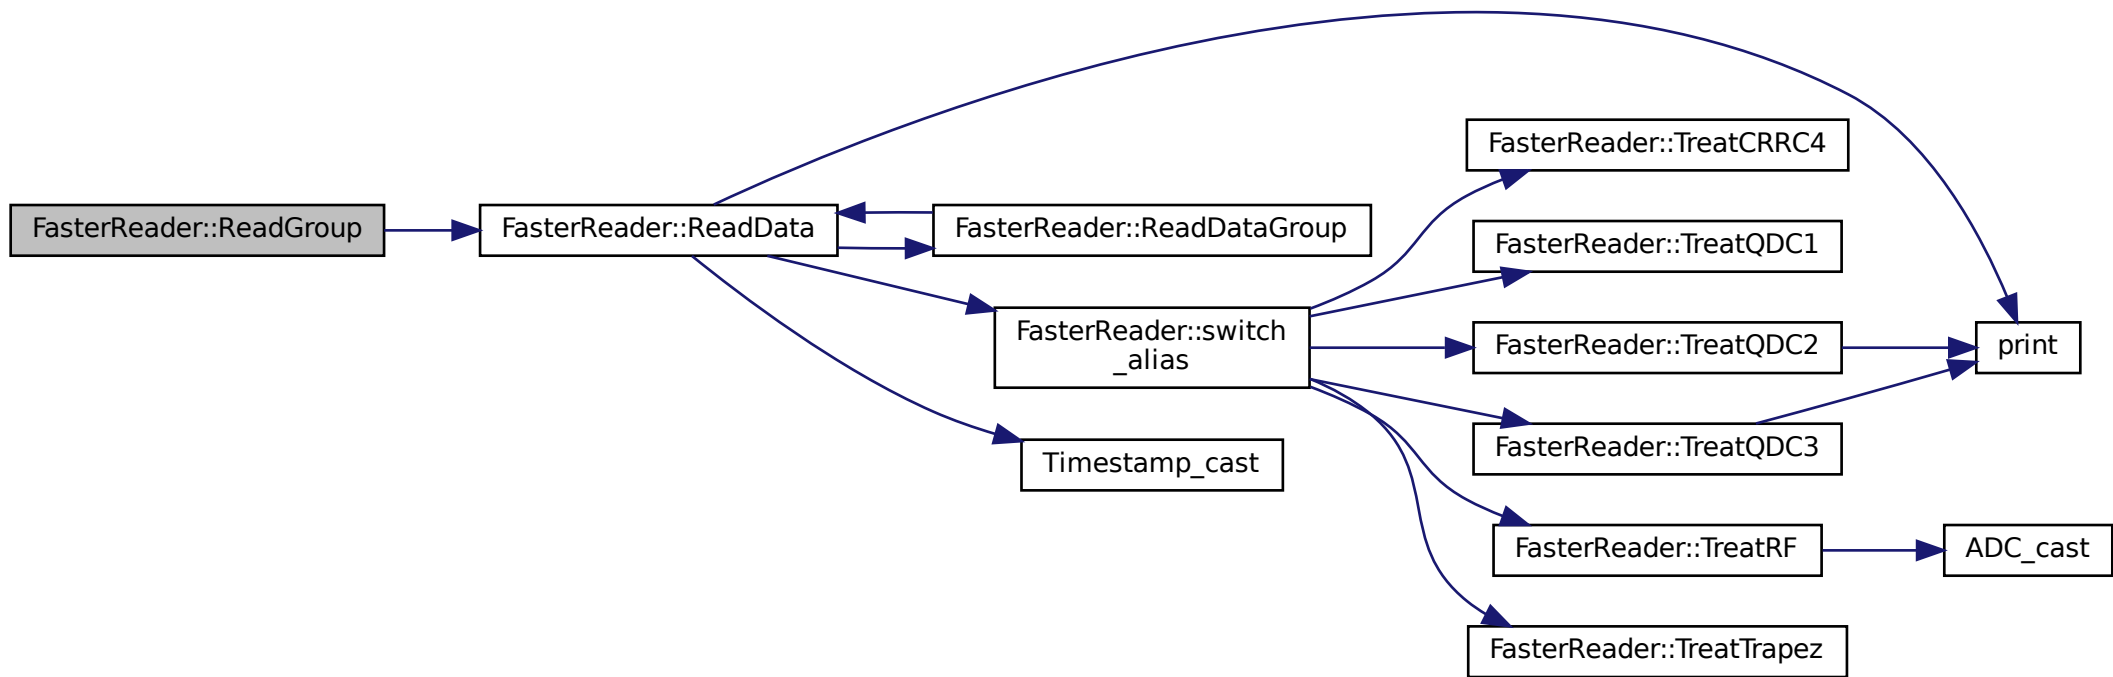 FasterReader::ReadGroup
FasterReader::ReadData
FasterReader::ReadDataGroup
FasterReader::switch
_alias
Timestamp_cast
FasterReader::TreatCRRC4
FasterReader::TreatQDC1
FasterReader::TreatQDC2
FasterReader::TreatQDC3
FasterReader::TreatRF
FasterReader::TreatTrapez
print
ADC_cast